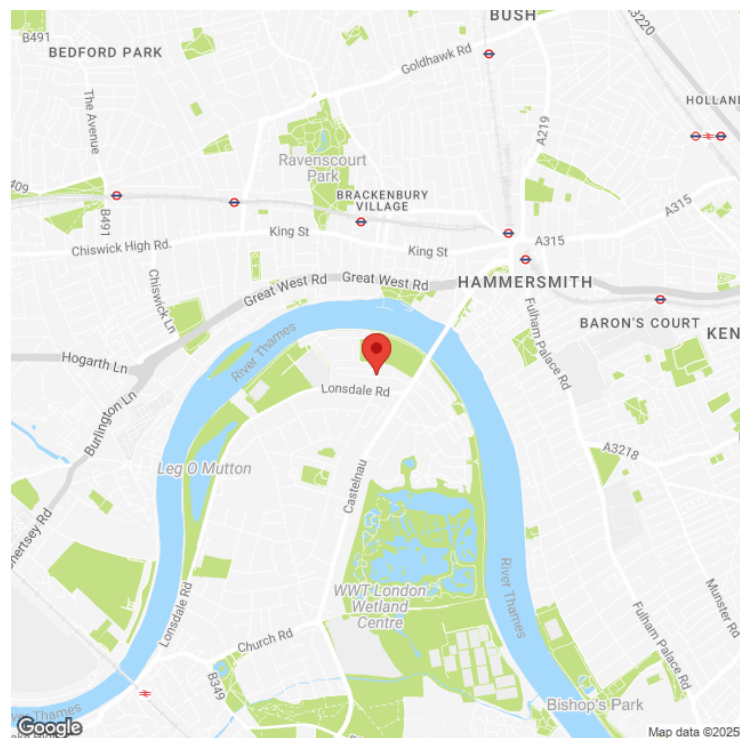 B491
BUSH
A3220
BEDFORD PARK
Goldhawk Rd
The Avenue
A219
HOLLAND
Ravenscourt
Park
409
BRACKENBURY
VILLAGE
B491
A315
King St
Chiswick High Rd.
King St
A315
Great West Rd
Great West Rd
HAMMERSMITH
Chiswick Ln
BARON'S COURT
KEN
Fulham Palace Rd
River Thames
Hogarth Ln
Lonsdale Rd
Burlington Ln
A3218
Leg O Mutton
Castelnau
hertsey Rd
River Thames
WWT London
Wetland
Centre
Lonsdale Rd
Munster Rd
Church Rd
Fulham Palace Rd
B349
Bishop's Park
Thames
Google
Map data ©2025